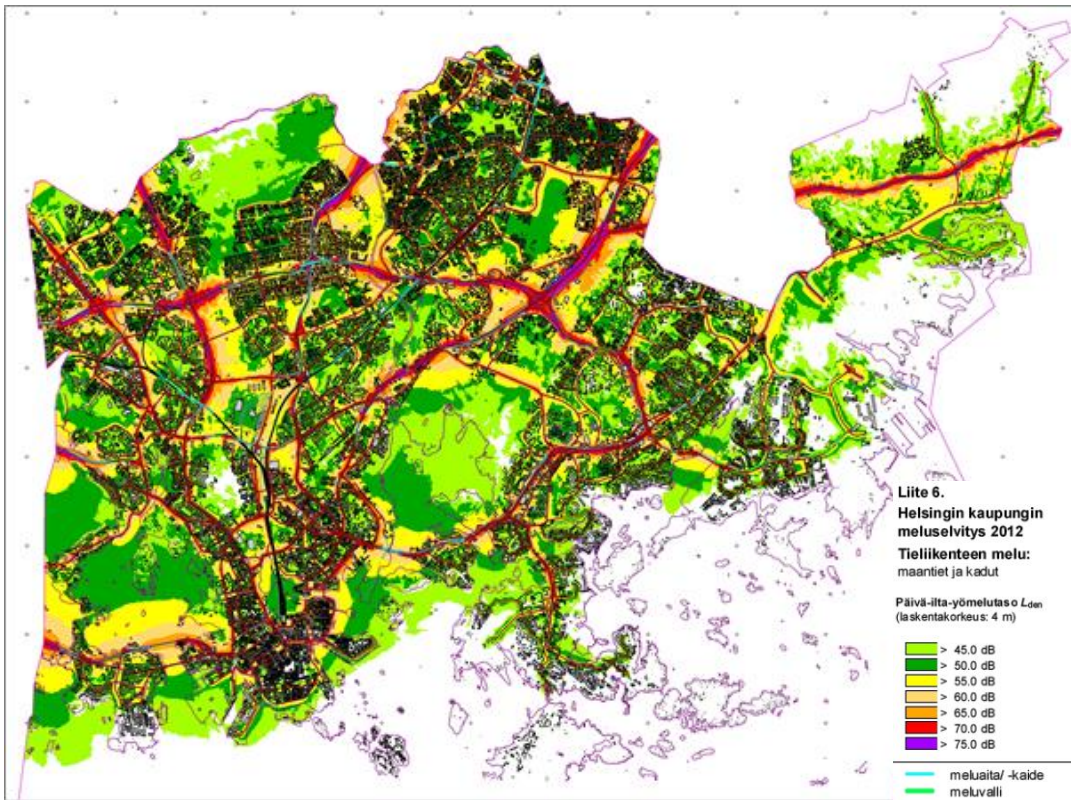 Liite 6.
Helsingin kaupungin
meluselvitys 2012
Tieliikenteen melu:
maantiet ja kadut
Päivä-ilta-yömelutaso Lden
(laskentakorkeus: 4 m)
> 45.0 dB
> 50.0 dB
> 55.0 dB
> 60.0 dB
> 65.0 dB
> 70.0 dB
> 75.0 dB
meluaita/ -kaide
meluvalli